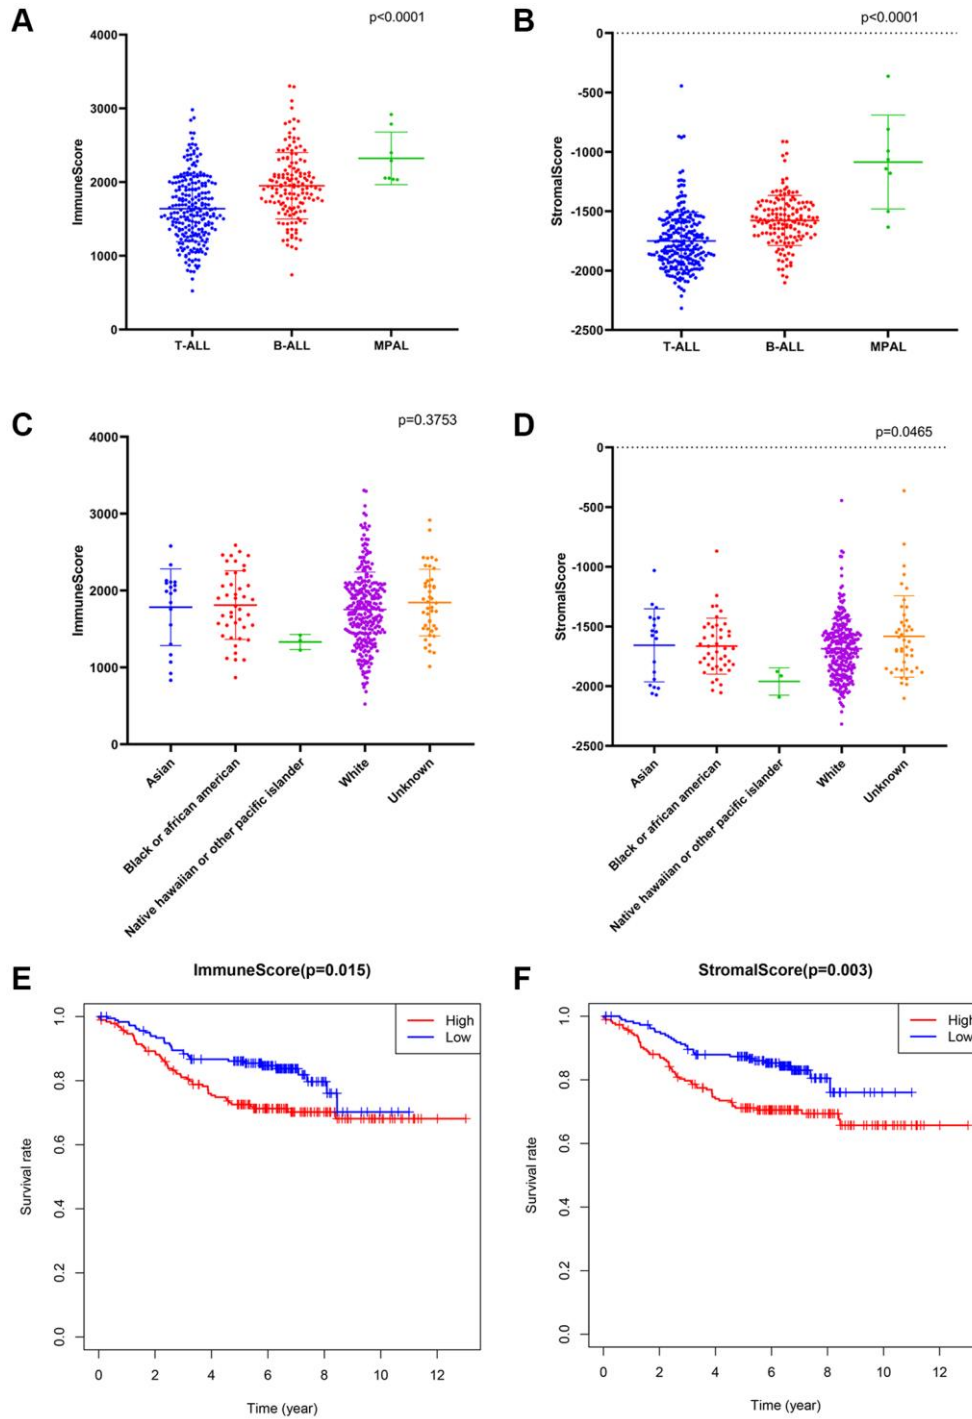 A
p<0.0001
ImmuneScore
4000
3000
2000
1000
0
T-ALL B-ALL MPAL
B
p<0.0001
StromalScore
0
-500
-1000
-1500
-2000
-2500
T-ALL B-ALL MPAL
C
p=0.3753
ImmuneScore
4000
3000
2000
1000
0
Asian
Black or african american
Native hawaiian or other pacific islander
White
Unknown
D
p=0.0465
StromalScore
0
-500
-1000
-1500
-2000
-2500
Asian
Black or african american
Native hawaiian or other pacific islander
White
Unknown
E
ImmuneScore(p=0.015)
High
Low
Survival rate
1.0
0.8
0.6
0.4
0.2
0.0
0 2 4 6 8 10 12
Time (year)
F
StromalScore(p=0.003)
High
Low
Survival rate
1.0
0.8
0.6
0.4
0.2
0.0
0 2 4 6 8 10 12
Time (year)